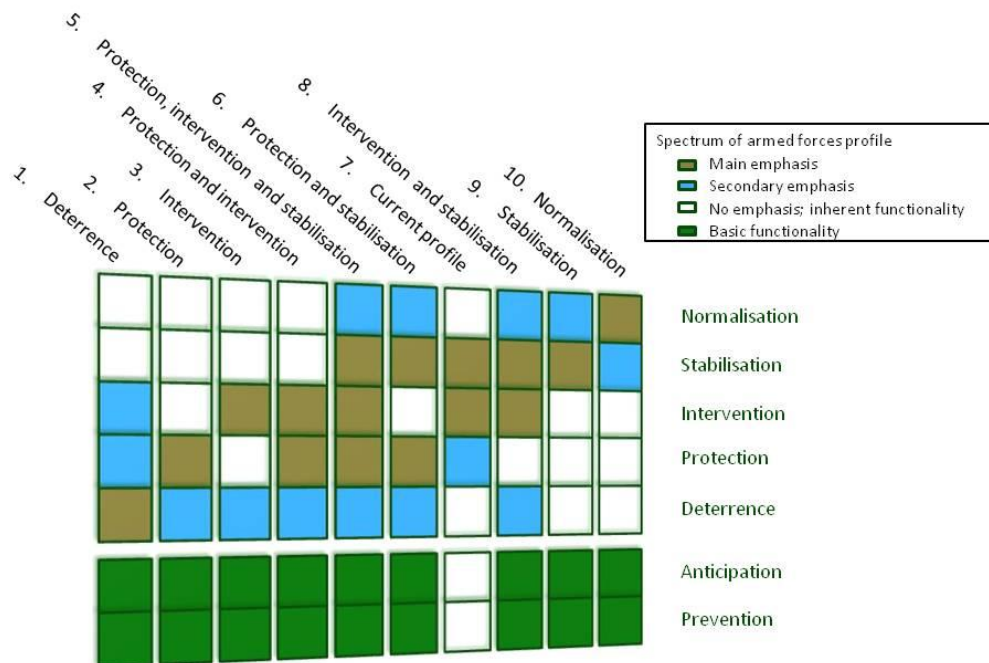 1. Deterrence
2. Protection
3. Intervention
4. Protection and intervention
5. Protection, intervention and stabilisation
6. Protection and stabilisation
7. Current profile
8. Intervention and stabilisation
9. Stabilisation
10. Normalisation
Spectrum of armed forces profile
Main emphasis
Secondary emphasis
No emphasis; inherent functionality
Basic functionality
Normalisation
Stabilisation
Intervention
Protection
Deterrence
Anticipation
Prevention